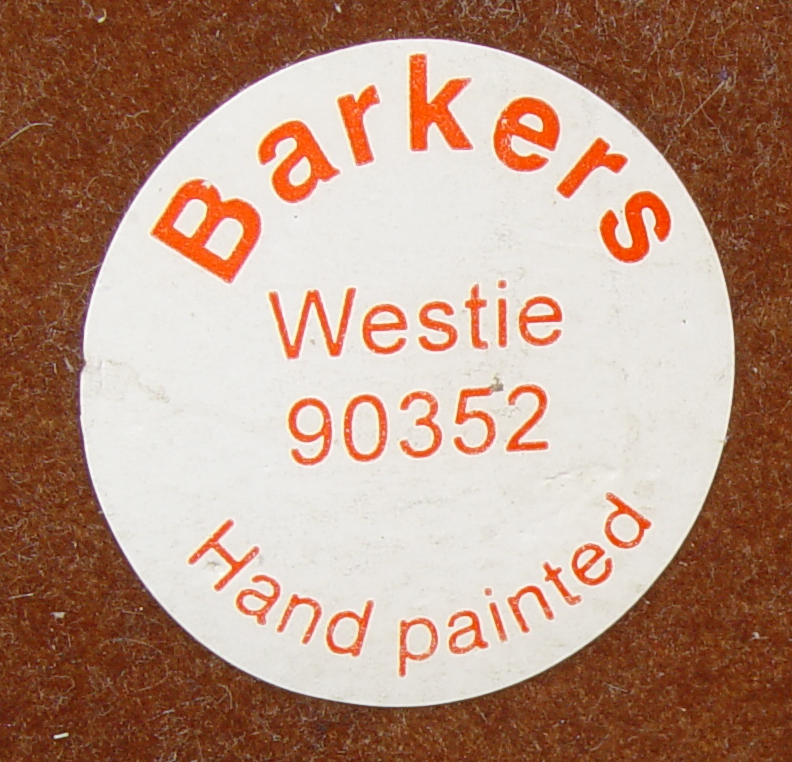 Barkers
Westie
90352
Hand painted